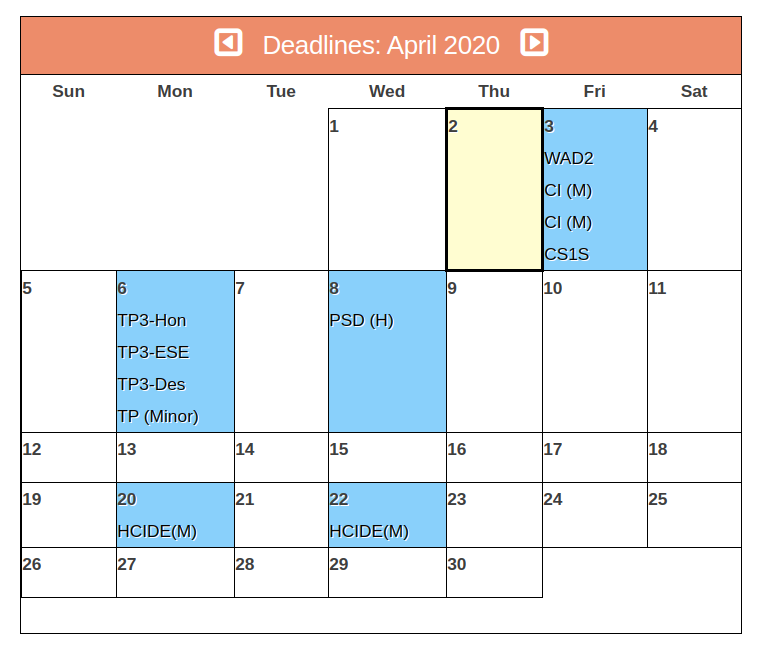 Deadlines: April 2020
Sun Mon Tue Wed Thu Fri Sat
1 2 3 4
WAD2
CI (M)
CI (M)
CS1S
5 6 7 8 9 10 11
TP3-Hon PSD (H)
TP3-ESE
TP3-Des
TP (Minor)
12 13 14 15 16 17 18
19 20 21 22 23 24 25
HCIDE(M) HCIDE(M)
26 27 28 29 30